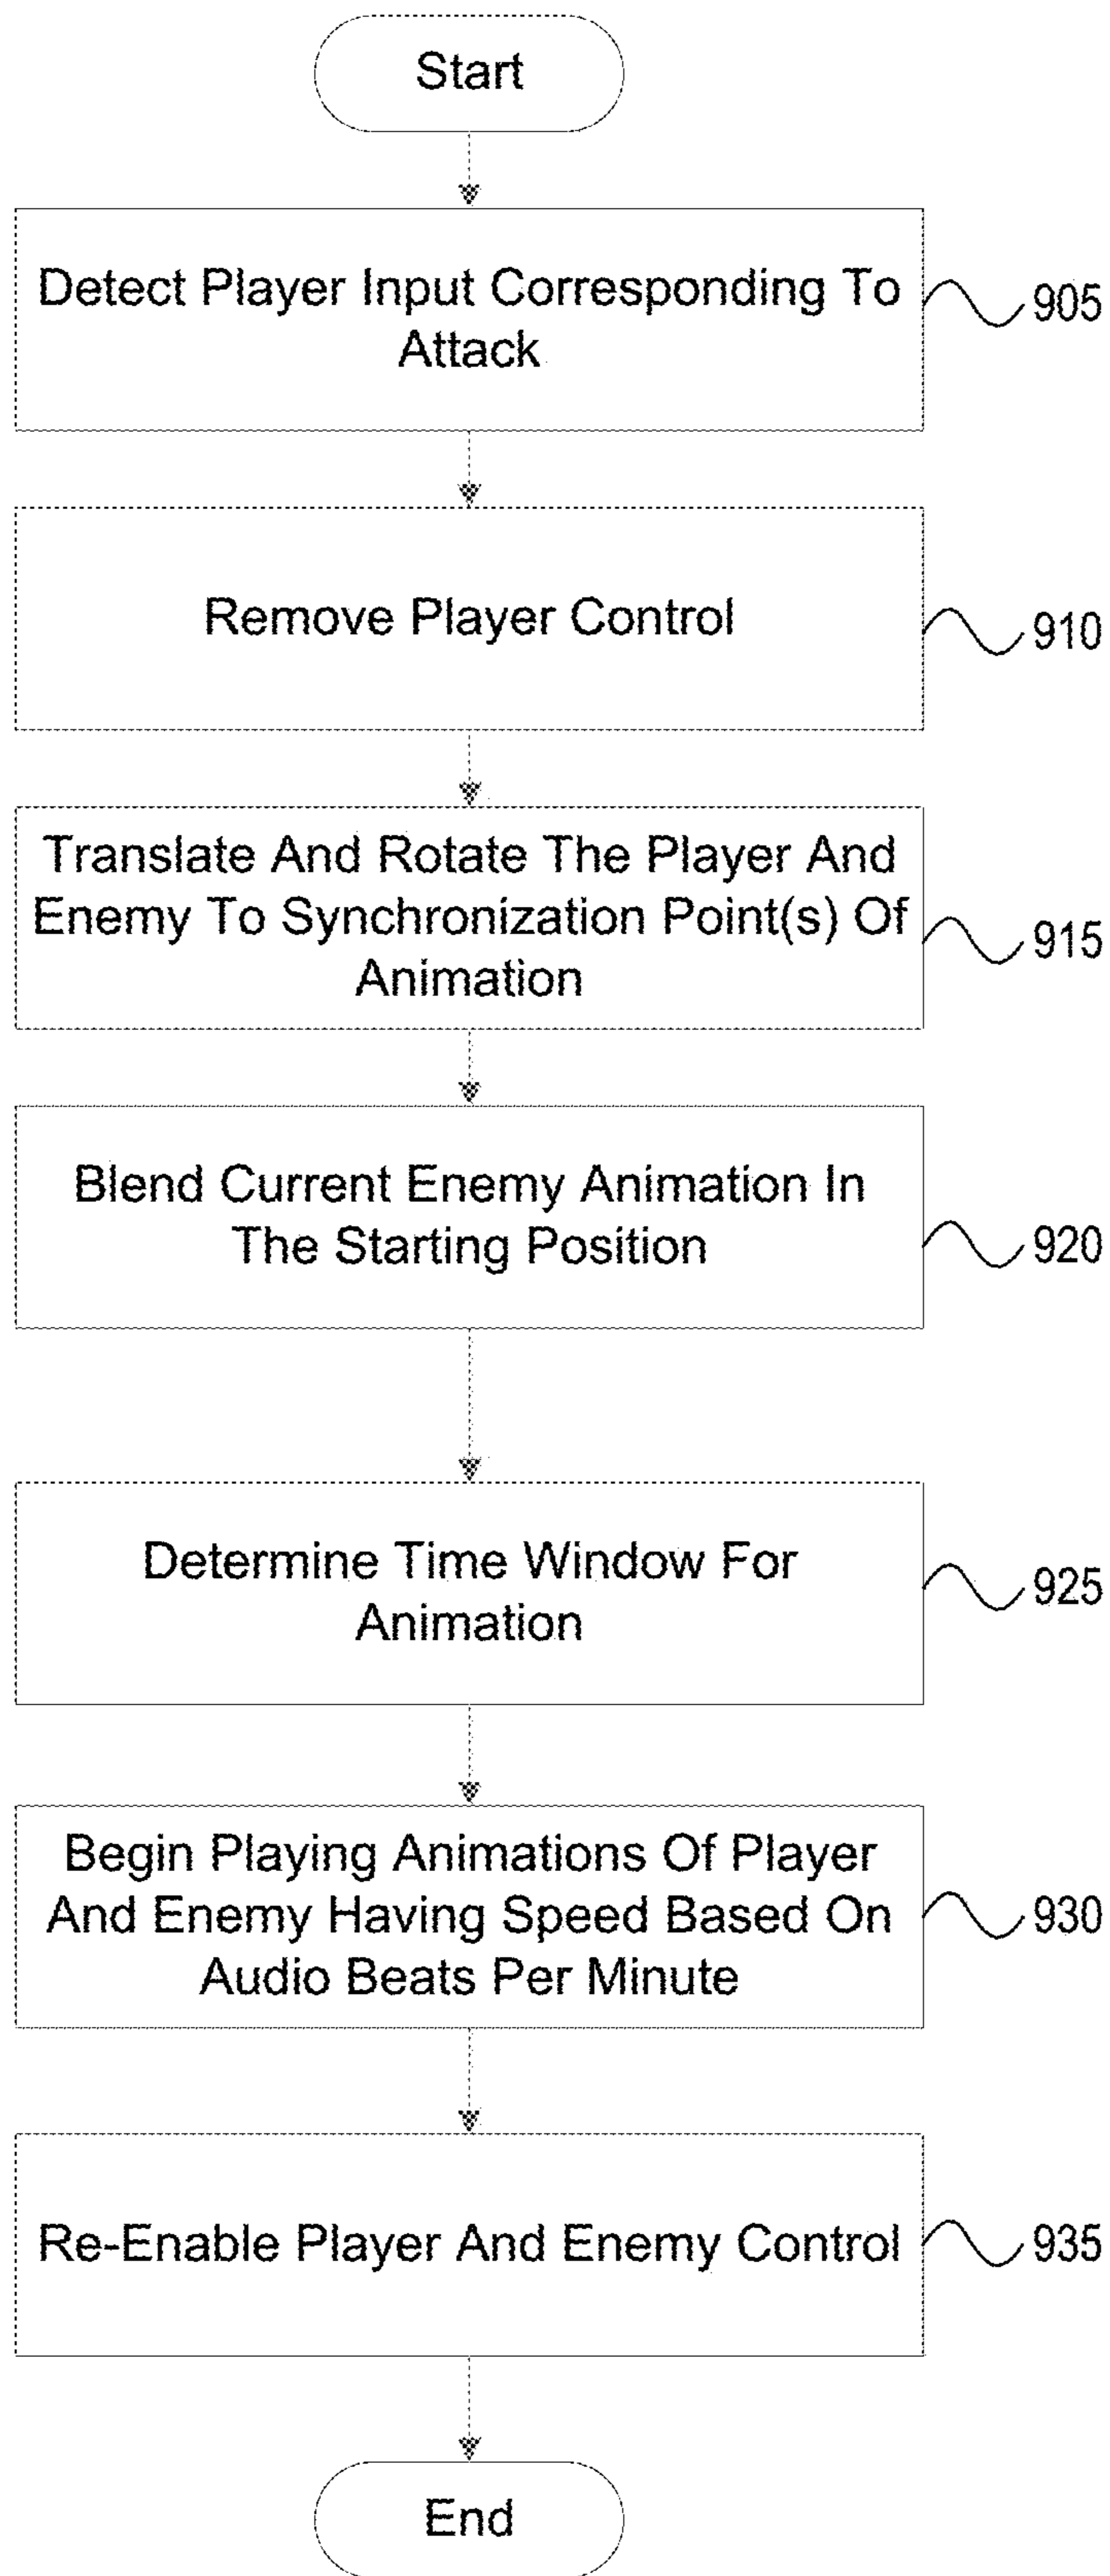 Start
Detect Player Input Corresponding To
Attack
905
Remove Player Control
910
Translate And Rotate The Player And
Enemy To Synchronization Point(s) Of
Animation
915
Blend Current Enemy Animation In
The Starting Position
920
Determine Time Window For
Animation
925
Begin Playing Animations Of Player
And Enemy Having Speed Based On
Audio Beats Per Minute
930
Re-Enable Player And Enemy Control
935
End